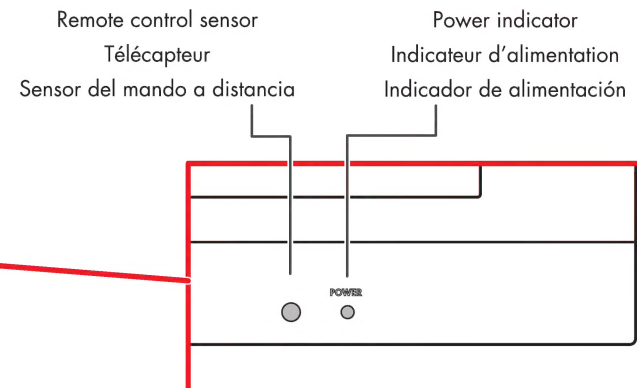 Remote control sensor
Télécapteur
Sensor del mando a distancia
Power indicator
Indicateur d’alimentation
Indicador de alimentación
POWER